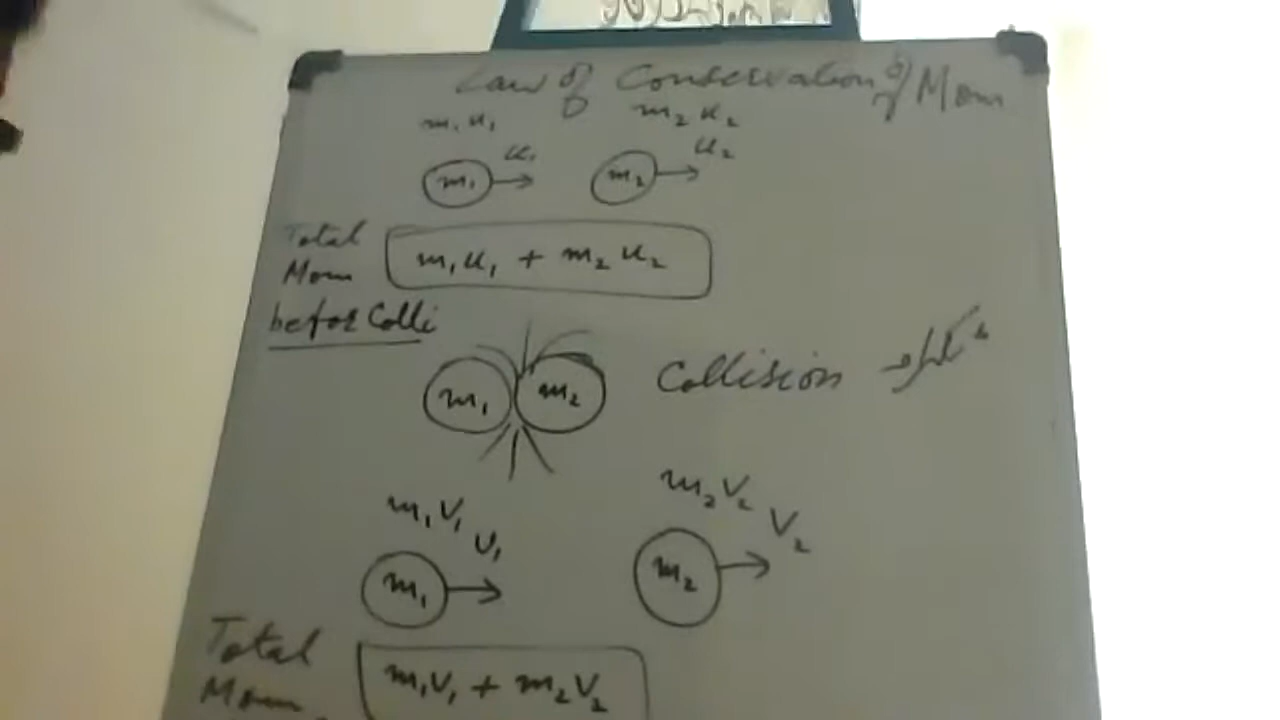 Law of Conservation of Mom
m₁u₁ m₂u₂
u₁ u₂
m₁ m₂
Total
Mom
befor Colli
m₁u₁ + m₂u₂
m₁ m₂ Collision
m₁V₁ m₂V₂
υ₁ V₂
m₁ m₂
Total
Mom
m₁V₁ + m₂V₂